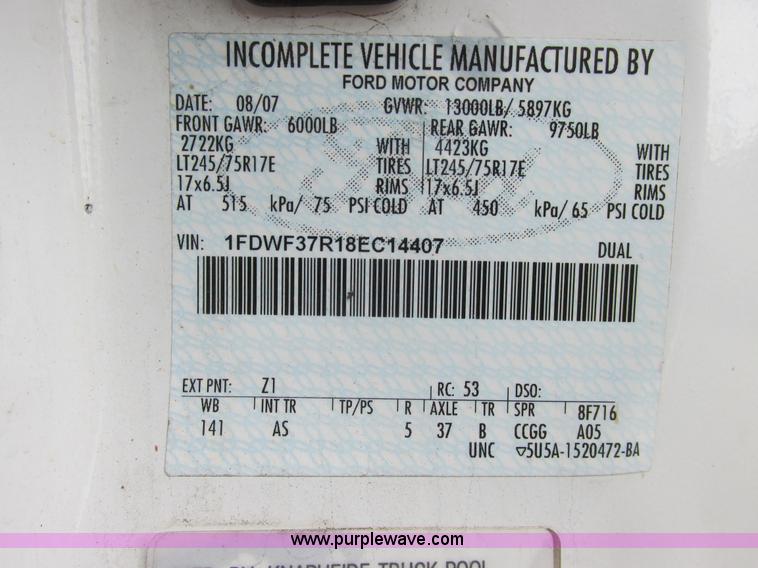 INCOMPLETE VEHICLE MANUFACTURED BY
FORD MOTOR COMPANY
DATE: 08/07 GVWR: 13000LB/ 5897KG
FRONT GAWR: 6000LB REAR GAWR: 9750LB
2722KG WITH 4423KG WITH
LT245/75R17E TIRES LT245/75R17E TIRES
17x6.5J RIMS 17x6.5J RIMS
AT 515 kPa/ 75 PSI COLD AT 450 kPa/ 65 PSI COLD
VIN: 1FDWF37R18EC14407 DUAL
EXT PNT: Z1 RC: 53 DSO:
WB INT TR TP/PS R AXLE TR SPR 8F716
141 AS 5 37 B CCGG A05
UNC ▽5U5A-1520472-BA
www.purplewave.com
KNAPHEIDE TRUCK